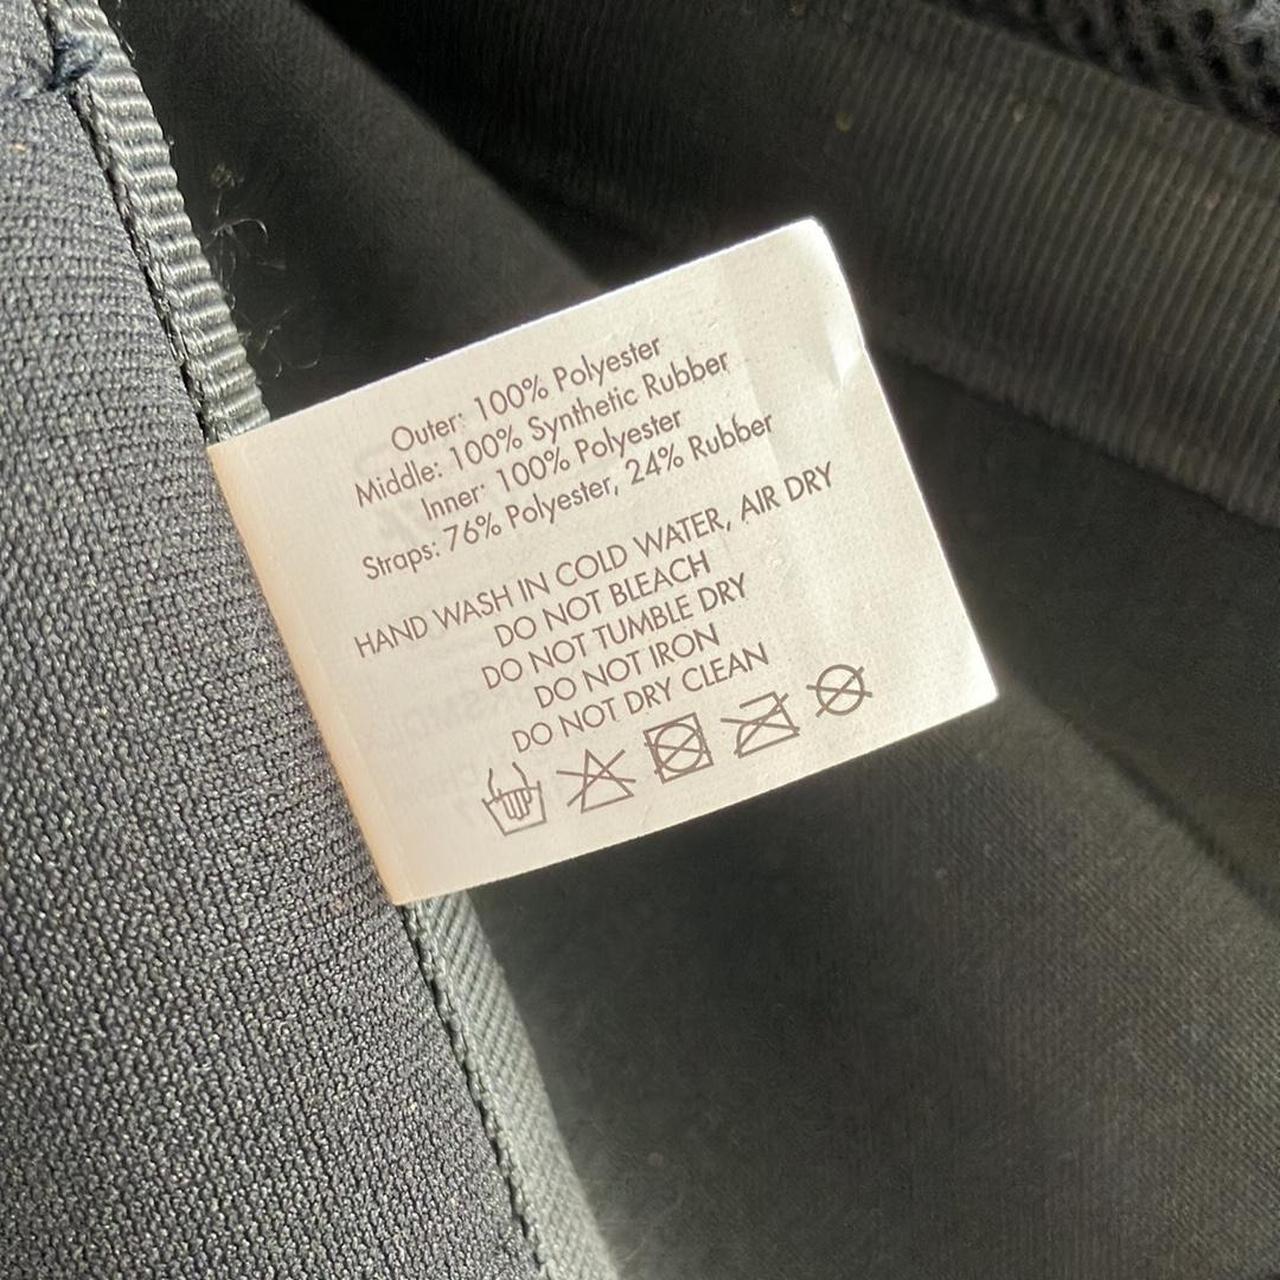 Outer: 100% Polyester
Middle: 100% Synthetic Rubber
Inner: 100% Polyester
Straps: 76% Polyester, 24% Rubber
HAND WASH IN COLD WATER, AIR DRY
DO NOT BLEACH
DO NOT TUMBLE DRY
DO NOT IRON
DO NOT DRY CLEAN